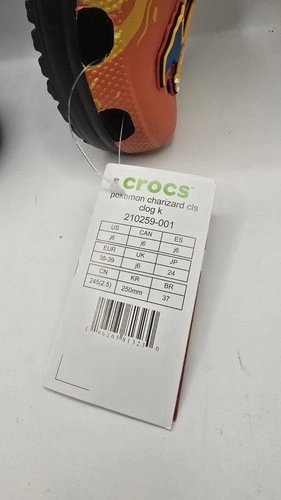 crocs™
pokemon charizard cls
clog k
210259-001
US CAN ES
j6 j6 j6
EUR UK JP
38-39 j6 24
CN KR BR
245(2.5) 250mm 37